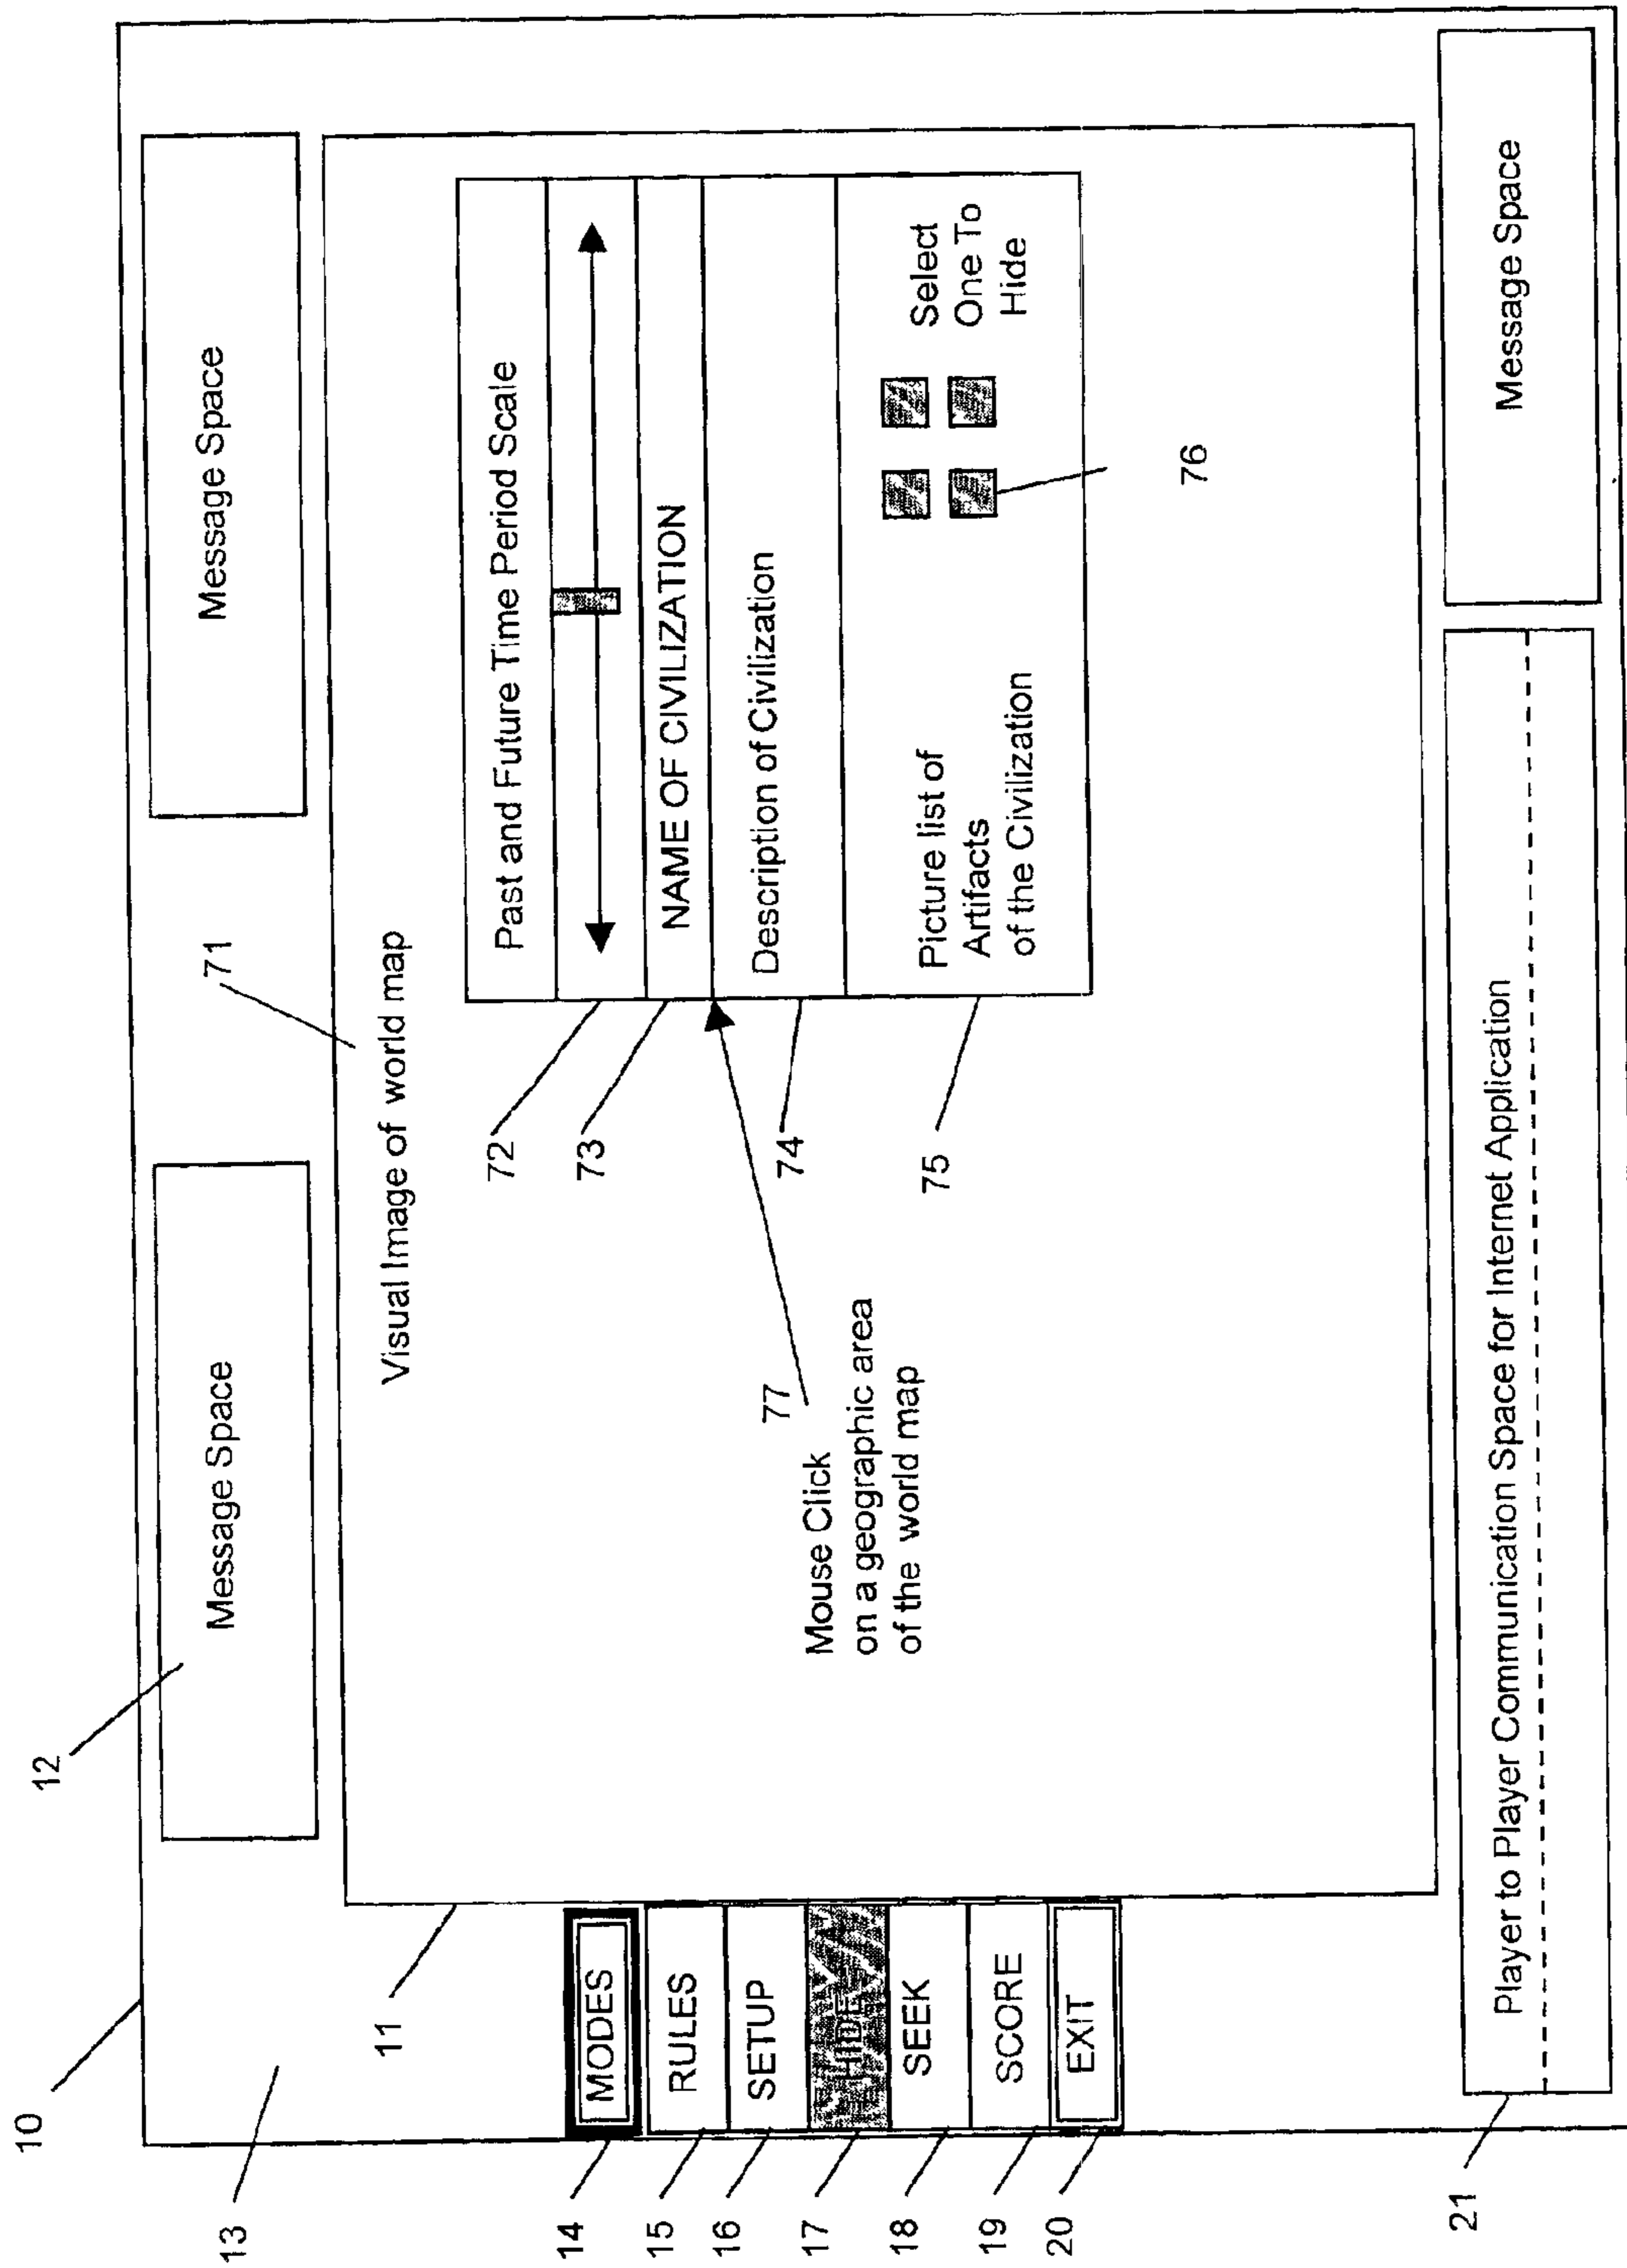 10
12
13
Message Space
Message Space
71
11
Visual Image of world map
Past and Future Time Period Scale
72
NAME OF CIVILIZATION
73
Description of Civilization
74
Picture list of
Artifacts
of the Civilization
Select
One To
Hide
75
76
77
Mouse Click
on a geographic area
of the world map
14
MODES
15
RULES
16
SETUP
17
HIDE
18
SEEK
19
SCORE
20
EXIT
21
Player to Player Communication Space for Internet Application
Message Space